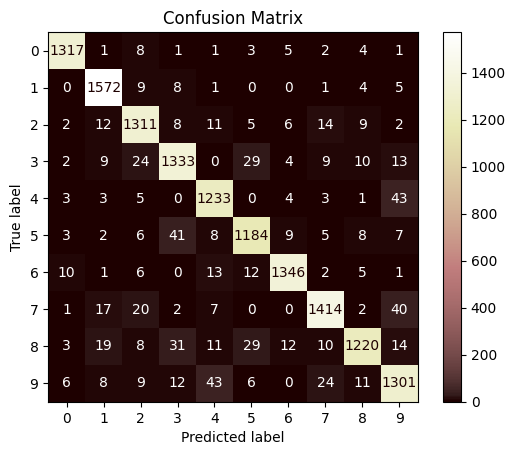 Confusion Matrix
0 1317 1 8 1 1 3 5 2 4 1
1 0 1572 9 8 1 0 0 1 4 5
2 2 12 1311 8 11 5 6 14 9 2
3 2 9 24 1333 0 29 4 9 10 13
4 3 3 5 0 1233 0 4 3 1 43
5 3 2 6 41 8 1184 9 5 8 7
6 10 1 6 0 13 12 1346 2 5 1
7 1 17 20 2 7 0 0 1414 2 40
8 3 19 8 31 11 29 12 10 1220 14
9 6 8 9 12 43 6 0 24 11 1301
0 1 2 3 4 5 6 7 8 9
Predicted label
True label
1400
1200
1000
800
600
400
200
0